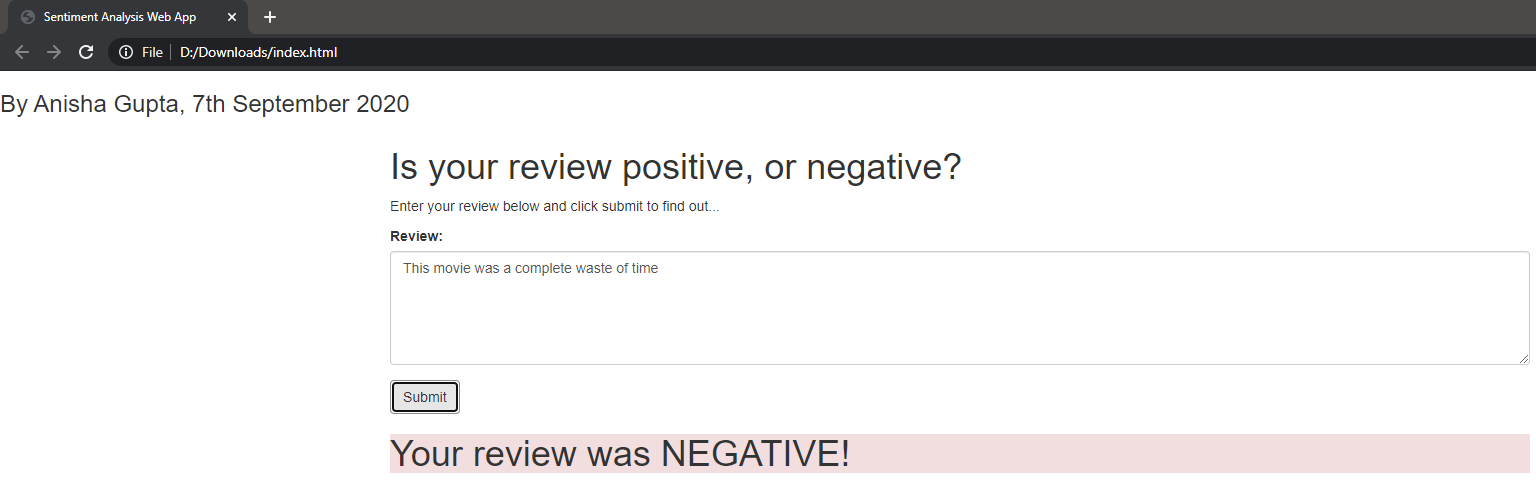 Sentiment Analysis Web App
File D:/Downloads/index.html
By Anisha Gupta, 7th September 2020
Is your review positive, or negative?
Enter your review below and click submit to find out...
Review:
This movie was a complete waste of time
Submit
Your review was NEGATIVE!